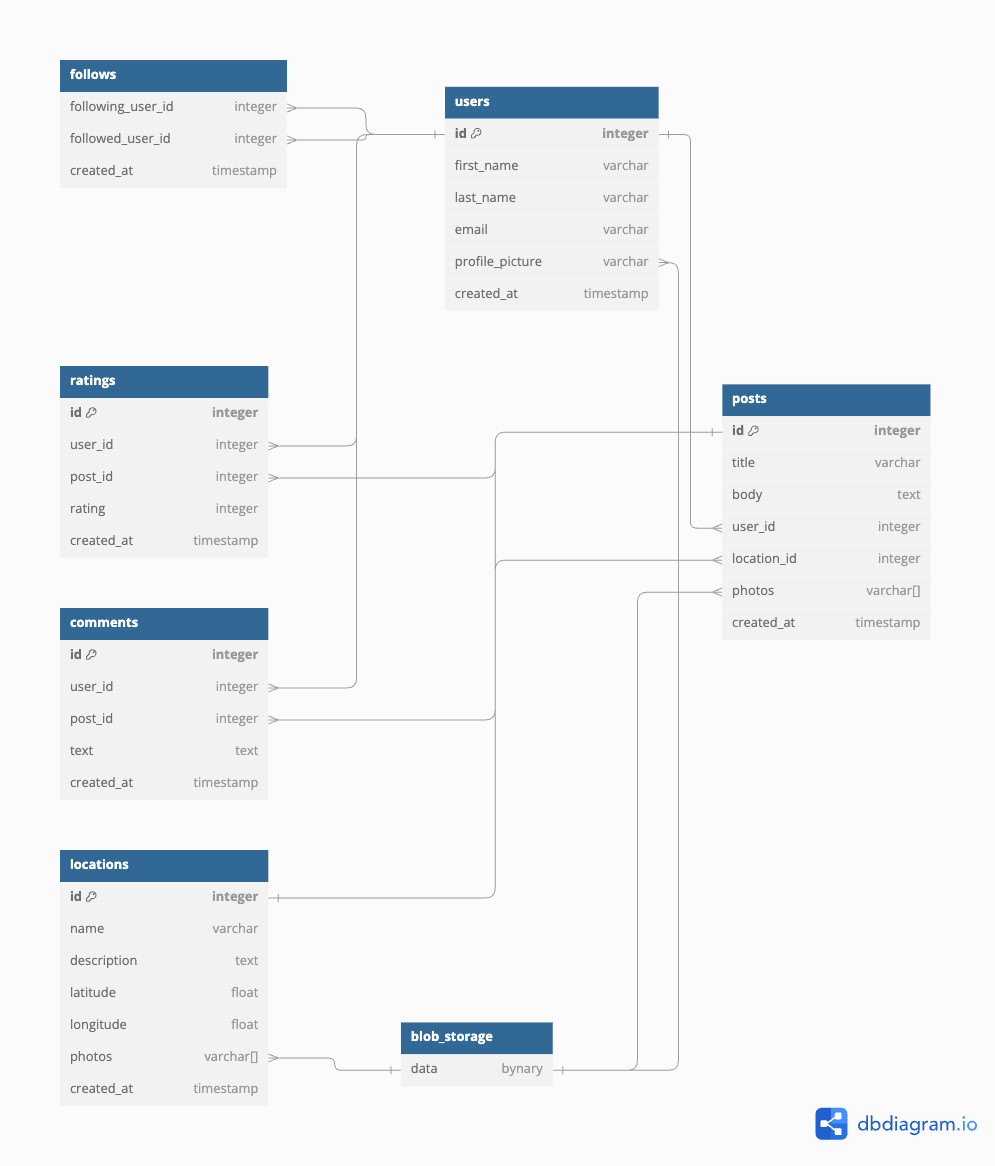 follows
following_user_id integer
followed_user_id integer
created_at timestamp
users
id integer
first_name varchar
last_name varchar
email varchar
profile_picture varchar
created_at timestamp
ratings
id integer
user_id integer
post_id integer
rating integer
created_at timestamp
posts
id integer
title varchar
body text
user_id integer
location_id integer
photos varchar[]
created_at timestamp
comments
id integer
user_id integer
post_id integer
text text
created_at timestamp
locations
id integer
name varchar
description text
latitude float
longitude float
photos varchar[]
created_at timestamp
blob_storage
data bynary
dbdiagram.io